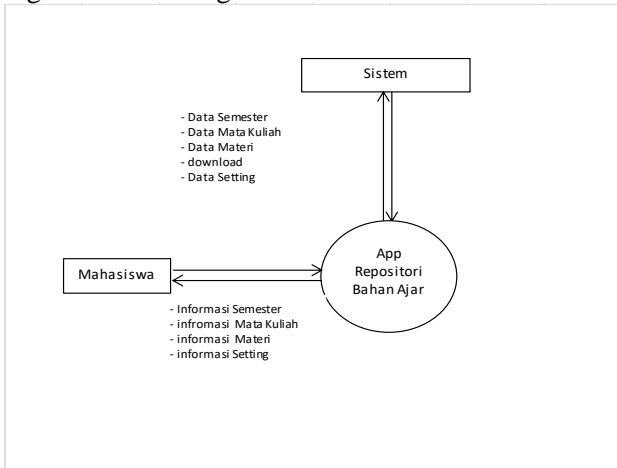 Sistem
- Data Semester
- Data Mata Kuliah
- Data Materi
- download
- Data Setting
App
Repositori
Bahan Ajar
Mahasiswa
- Informasi Semester
- infromasi Mata Kuliah
- informasi Materi
- informasi Setting